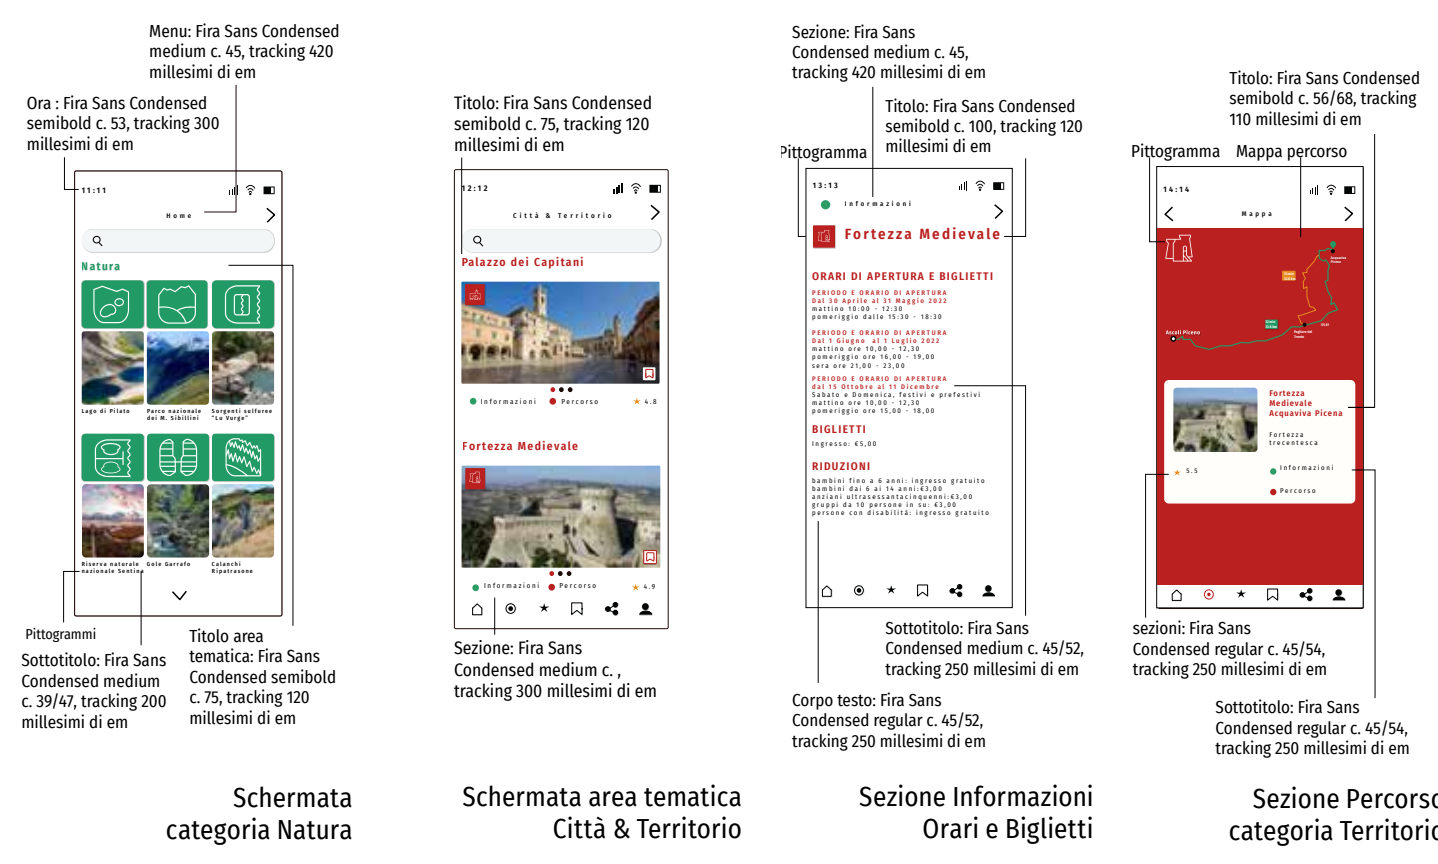 Menu: Fira Sans Condensed
medium c. 45, tracking 420
millesimi di em
Ora : Fira Sans Condensed
semibold c. 53, tracking 300
millesimi di em
11:11
Home
Natura
Lago di Pilato
Parco nazionale
dei M. Sibillini
Sorgenti sulfuree
"Lu Vurge"
Riserva naturale
nazionale Sentina
Gole Garrafo
Calanchi
Ripatrasone
Pittogrammi
Sottotitolo: Fira Sans
Condensed medium
c. 39/47, tracking 200
millesimi di em
Titolo area
tematica: Fira Sans
Condensed semibold
c. 75, tracking 120
millesimi di em
Schermata
categoria Natura
Titolo: Fira Sans Condensed
semibold c. 75, tracking 120
millesimi di em
12:12
Città & Territorio
Palazzo dei Capitani
Informazioni
Percorso
4.8
Fortezza Medievale
Informazioni
Percorso
4.9
Sezione: Fira Sans
Condensed medium c. ,
tracking 300 millesimi di em
Schermata area tematica
Città & Territorio
Sezione: Fira Sans
Condensed medium c. 45,
tracking 420 millesimi di em
Titolo: Fira Sans Condensed
semibold c. 100, tracking 120
millesimi di em
Pittogramma
13:13
Informazioni
Fortezza Medievale
ORARI DI APERTURA E BIGLIETTI
PERIODO E ORARIO DI APERTURA
Dal 30 Aprile al 31 Maggio 2022
mattino 10:00 - 12:30
pomeriggio dalle 15:30 - 18:30
PERIODO E ORARIO DI APERTURA
Dal 1 Giugno al 1 Luglio 2022
mattino ore 10,00 - 12,30
pomeriggio ore 16,00 - 19,00
sera ore 21,00 - 23,00
PERIODO E ORARIO DI APERTURA
dal 15 Ottobre al 11 Dicembre
Sabato e Domenica, festivi e prefestivi
mattino ore 10,00 - 12,30
pomeriggio ore 15,00 - 18,00
BIGLIETTI
Ingresso: €5,00
RIDUZIONI
bambini fino a 6 anni: ingresso gratuito
bambini dai 6 ai 14 anni:€3,00
anziani ultrasessantacinquenni:€3,00
gruppi da 10 persone in su: €3,00
persone con disabilità: ingresso gratuito
Sottotitolo: Fira Sans
Condensed medium c. 45/52,
tracking 250 millesimi di em
Corpo testo: Fira Sans
Condensed regular c. 45/52,
tracking 250 millesimi di em
Sezione Informazioni
Orari e Biglietti
Titolo: Fira Sans Condensed
semibold c. 56/68, tracking
110 millesimi di em
Pittogramma
Mappa percorso
14:14
Mappa
Acquaviva
Picena
Ascoli Piceno
Pagliare del
Tronto
Fortezza
Medievale
Acquaviva Picena
Fortezza
trecentesca
5.5
Informazioni
Percorso
sezioni: Fira Sans
Condensed regular c. 45/54,
tracking 250 millesimi di em
Sottotitolo: Fira Sans
Condensed regular c. 45/54,
tracking 250 millesimi di em
Sezione Percorso
categoria Territorio